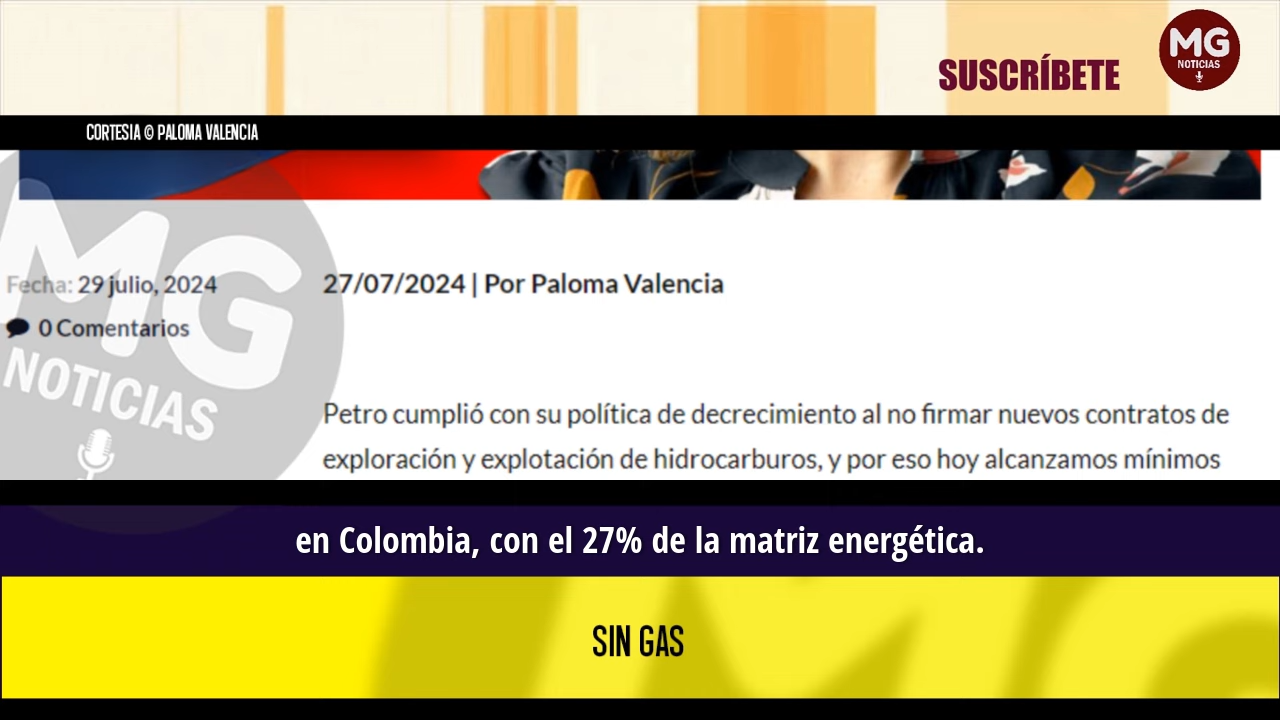 SUSCRÍBETE
MG
NOTICIAS
CORTESIA © PALOMA VALENCIA
MG
NOTICIAS
Fecha: 29 julio, 2024
0 Comentarios
27/07/2024 | Por Paloma Valencia
Petro cumplió con su política de decrecimiento al no firmar nuevos contratos de
exploración y explotación de hidrocarburos, y por eso hoy alcanzamos mínimos
en Colombia, con el 27% de la matriz energética.
SIN GAS